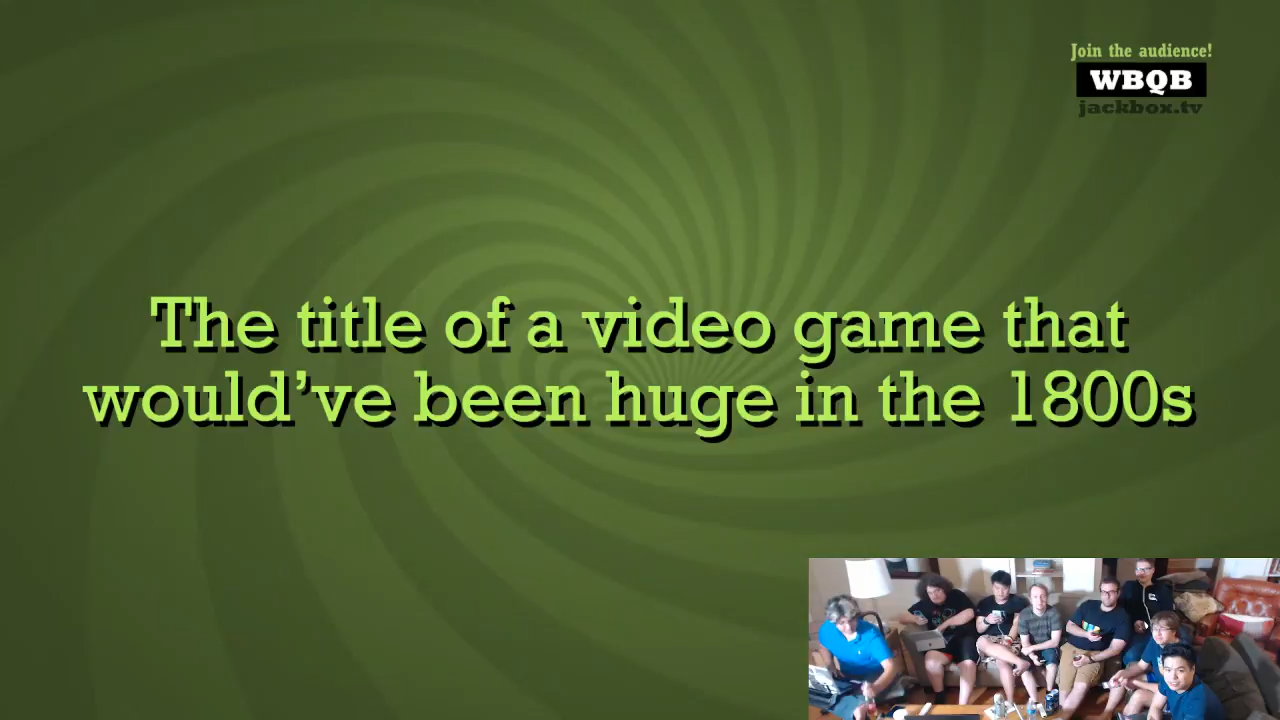 Join the audience!
WBQB
jackbox.tv
The title of a video game that
would’ve been huge in the 1800s